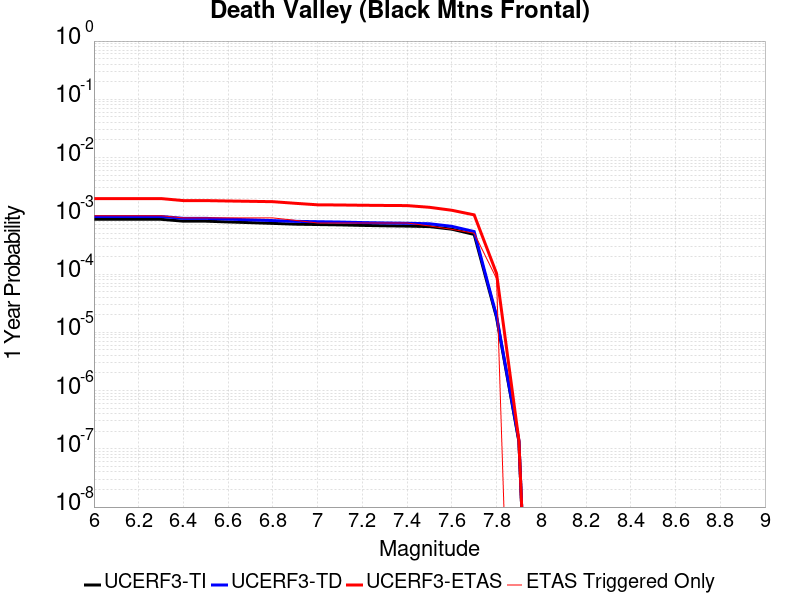 Death Valley (Black Mtns Frontal)
10^0
10^-1
10^-2
10^-3
10^-4
10^-5
10^-6
10^-7
10^-8
1 Year Probability
6 6.2 6.4 6.6 6.8 7 7.2 7.4 7.6 7.8 8 8.2 8.4 8.6 8.8 9
Magnitude
UCERF3-TI UCERF3-TD UCERF3-ETAS ETAS Triggered Only